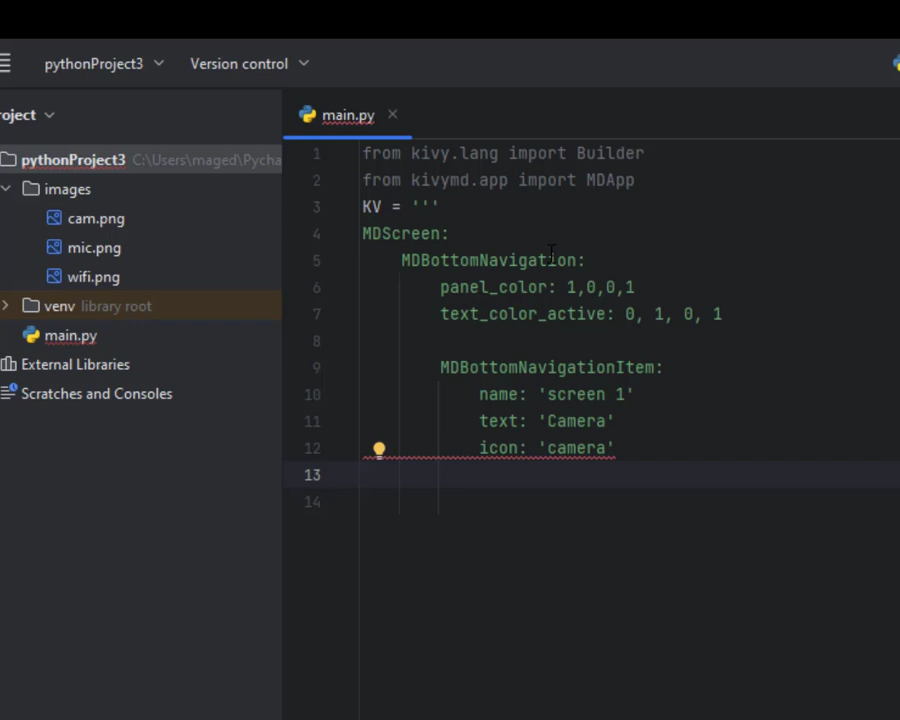 pythonProject3
Version control
roject
main.py
pythonProject3 C:\Users\maged\Pycha
images
cam.png
mic.png
wifi.png
venv library root
main.py
External Libraries
Scratches and Consoles
1 from kivy.lang import Builder
2 from kivymd.app import MDApp
3 KV = '''
4 MDScreen:
5 MDBottomNavigation:
6 panel_color: 1,0,0,1
7 text_color_active: 0, 1, 0, 1
8
9 MDBottomNavigationItem:
10 name: 'screen 1'
11 text: 'Camera'
12 icon: 'camera'
13
14